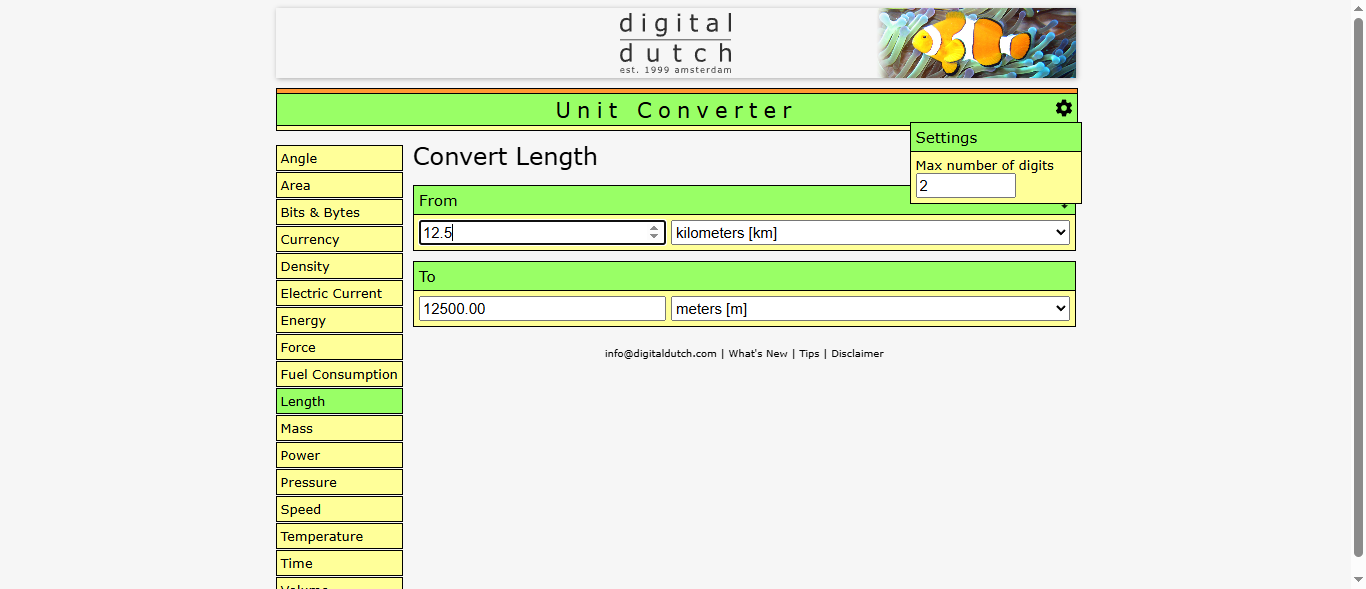 digital
dutch
est. 1999 amsterdam
Unit Converter
Settings
Max number of digits
2
Angle
Area
Bits & Bytes
Currency
Density
Electric Current
Energy
Force
Fuel Consumption
Length
Mass
Power
Pressure
Speed
Temperature
Time
Volume
Convert Length
From
12.5 kilometers [km]
To
12500.00 meters [m]
info@digitaldutch.com | What's New | Tips | Disclaimer